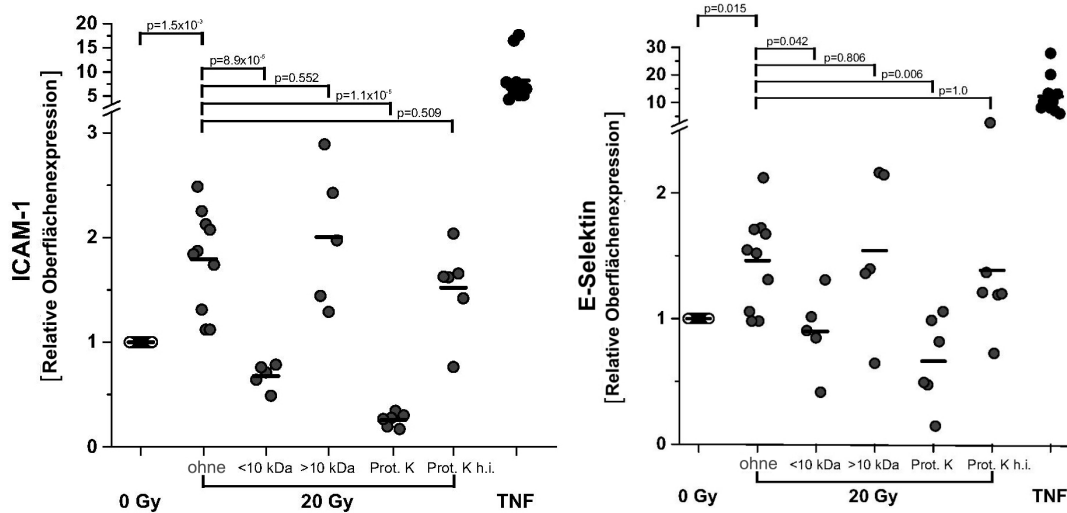 ICAM-1
[Relative Oberflächenexpression]
20
15
10
5
3
2
1
0
p=1.5x10⁻³
p=8.9x10⁻⁵
p=0.552
p=1.1x10⁻⁵
p=0.509
ohne <10 kDa >10 kDa Prot. K Prot. K h.i.
0 Gy 20 Gy TNF
E-Selektin
[Relative Oberflächenexpression]
30
20
10
2
1
0
p=0.015
p=0.042
p=0.806
p=0.006
p=1.0
ohne <10 kDa >10 kDa Prot. K Prot. K h.i.
0 Gy 20 Gy TNF